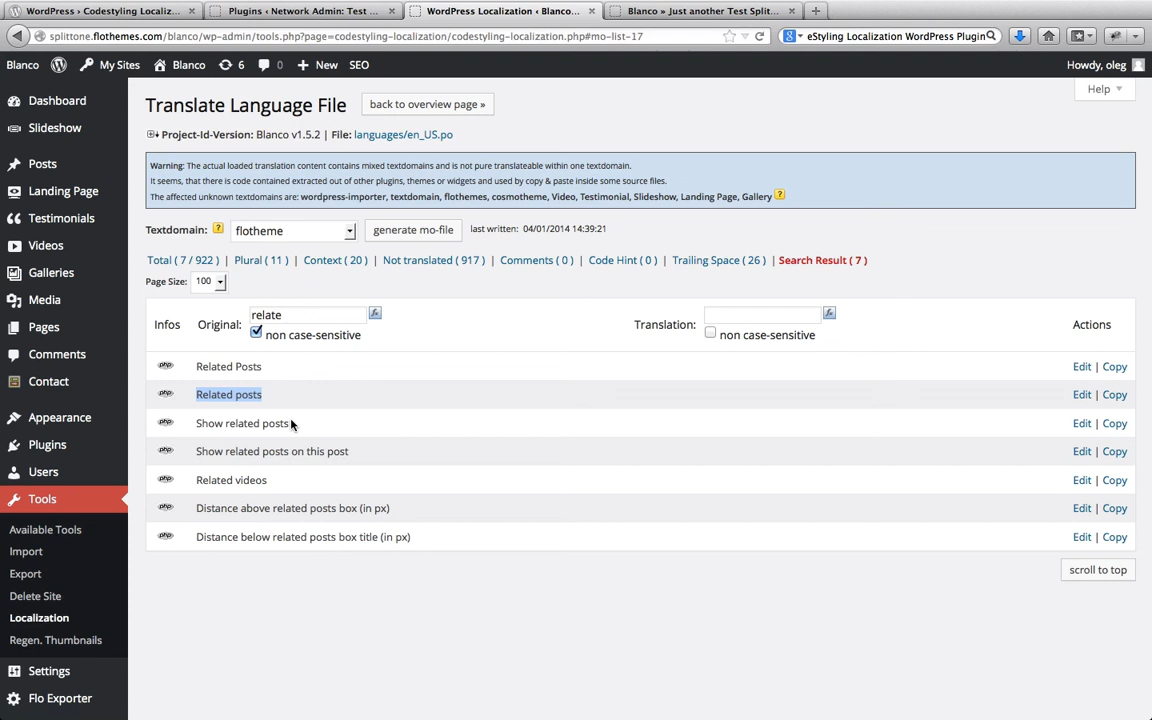 WordPress › Codestyling Localiz... × Plugins ‹ Network Admin: Test ... × WordPress Localization ‹ Blanco... × Blanco » Just another Test Split... × +
splittone.flothemes.com/blanco/wp-admin/tools.php?page=codestyling-localization/codestyling-localization.php#mo-list-17 eStyling Localization WordPress Plugin
Blanco My Sites Blanco 6 0 + New SEO Howdy, oleg
Dashboard
Slideshow
Posts
Landing Page
Testimonials
Videos
Galleries
Media
Pages
Comments
Contact
Appearance
Plugins
Users
Tools
Available Tools
Import
Export
Delete Site
Localization
Regen. Thumbnails
Settings
Flo Exporter
Help
Translate Language File back to overview page »
Project-Id-Version: Blanco v1.5.2 | File: languages/en_US.po
Warning: The actual loaded translation content contains mixed textdomains and is not pure translateable within one textdomain.
It seems, that there is code contained extracted out of other plugins, themes or widgets and used by copy & paste inside some source files.
The affected unknown textdomains are: wordpress-importer, textdomain, flothemes, cosmotheme, Video, Testimonial, Slideshow, Landing Page, Gallery ?
Textdomain: ? flotheme generate mo-file last written: 04/01/2014 14:39:21
Total ( 7 / 922 ) | Plural ( 11 ) | Context ( 20 ) | Not translated ( 917 ) | Comments ( 0 ) | Code Hint ( 0 ) | Trailing Space ( 26 ) | Search Result ( 7 )
Page Size: 100
Infos Original: relate Translation: Actions
non case-sensitive non case-sensitive
php Related Posts Edit | Copy
php Related posts Edit | Copy
php Show related posts Edit | Copy
php Show related posts on this post Edit | Copy
php Related videos Edit | Copy
php Distance above related posts box (in px) Edit | Copy
php Distance below related posts box title (in px) Edit | Copy
scroll to top